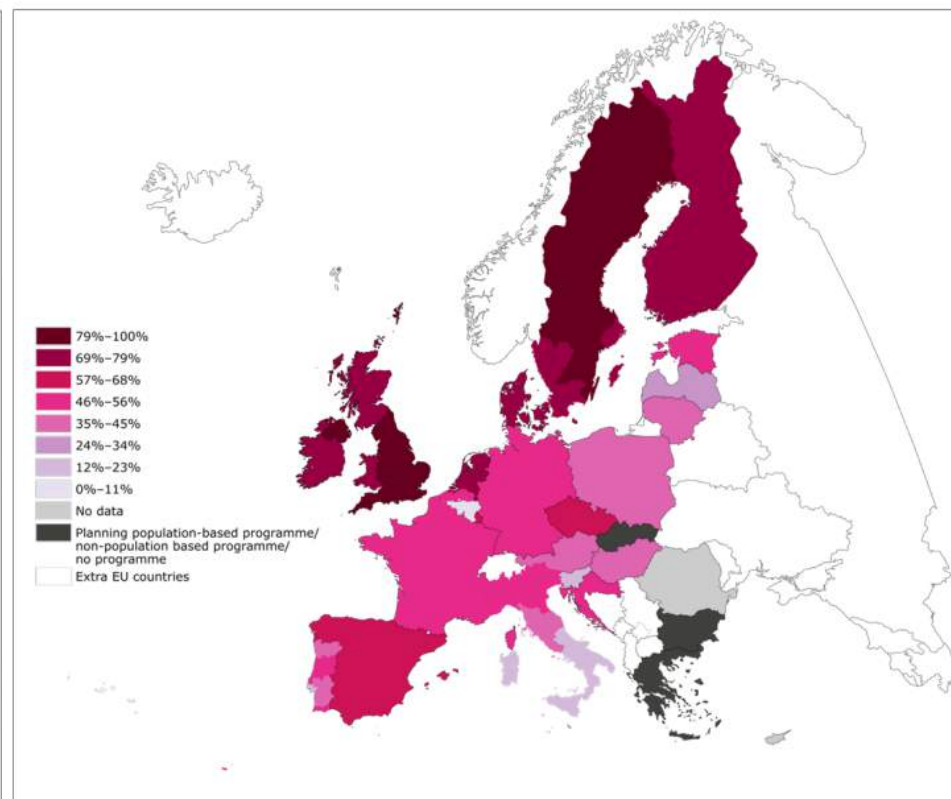 79%–100%
69%–79%
57%–68%
46%–56%
35%–45%
24%–34%
12%–23%
0%–11%
No data
Planning population-based programme/
non-population based programme/
no programme
Extra EU countries